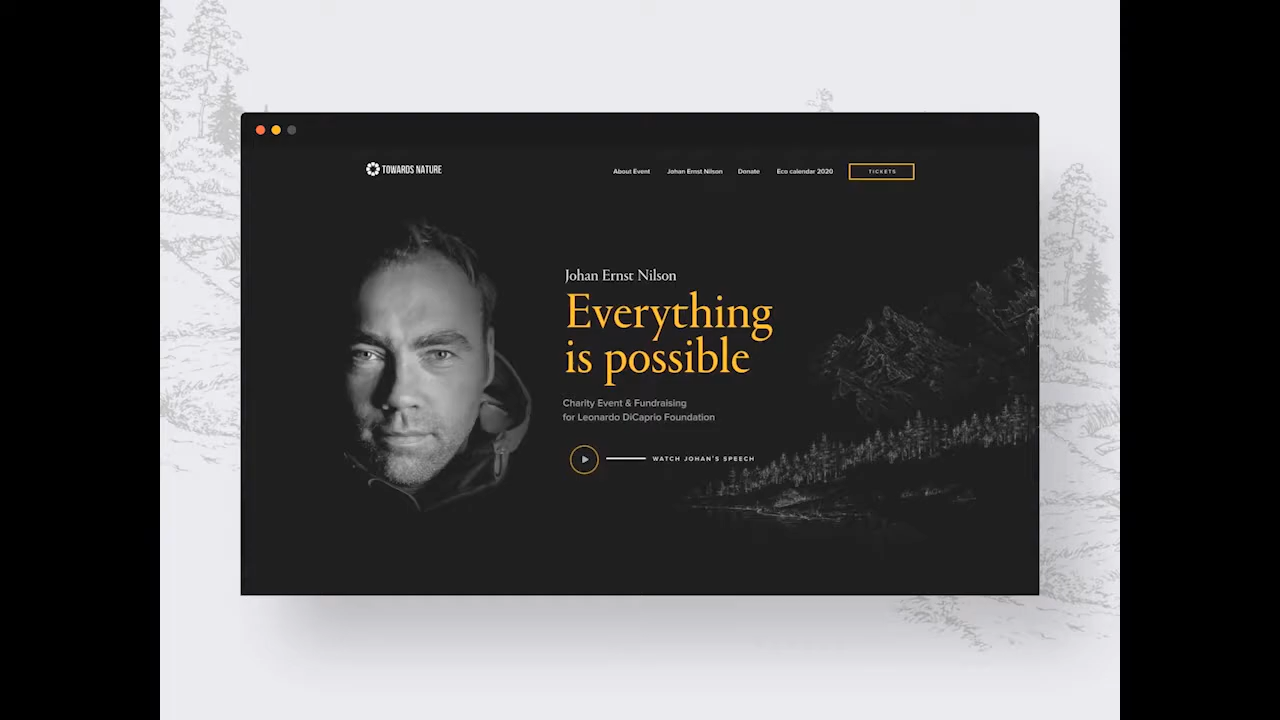 TOWARDS NATURE
About Event
Johan Ernst Nilson
Donate
Eco calendar 2020
TICKETS
Johan Ernst Nilson
Everything
is possible
Charity Event & Fundraising
for Leonardo DiCaprio Foundation
WATCH JOHAN'S SPEECH